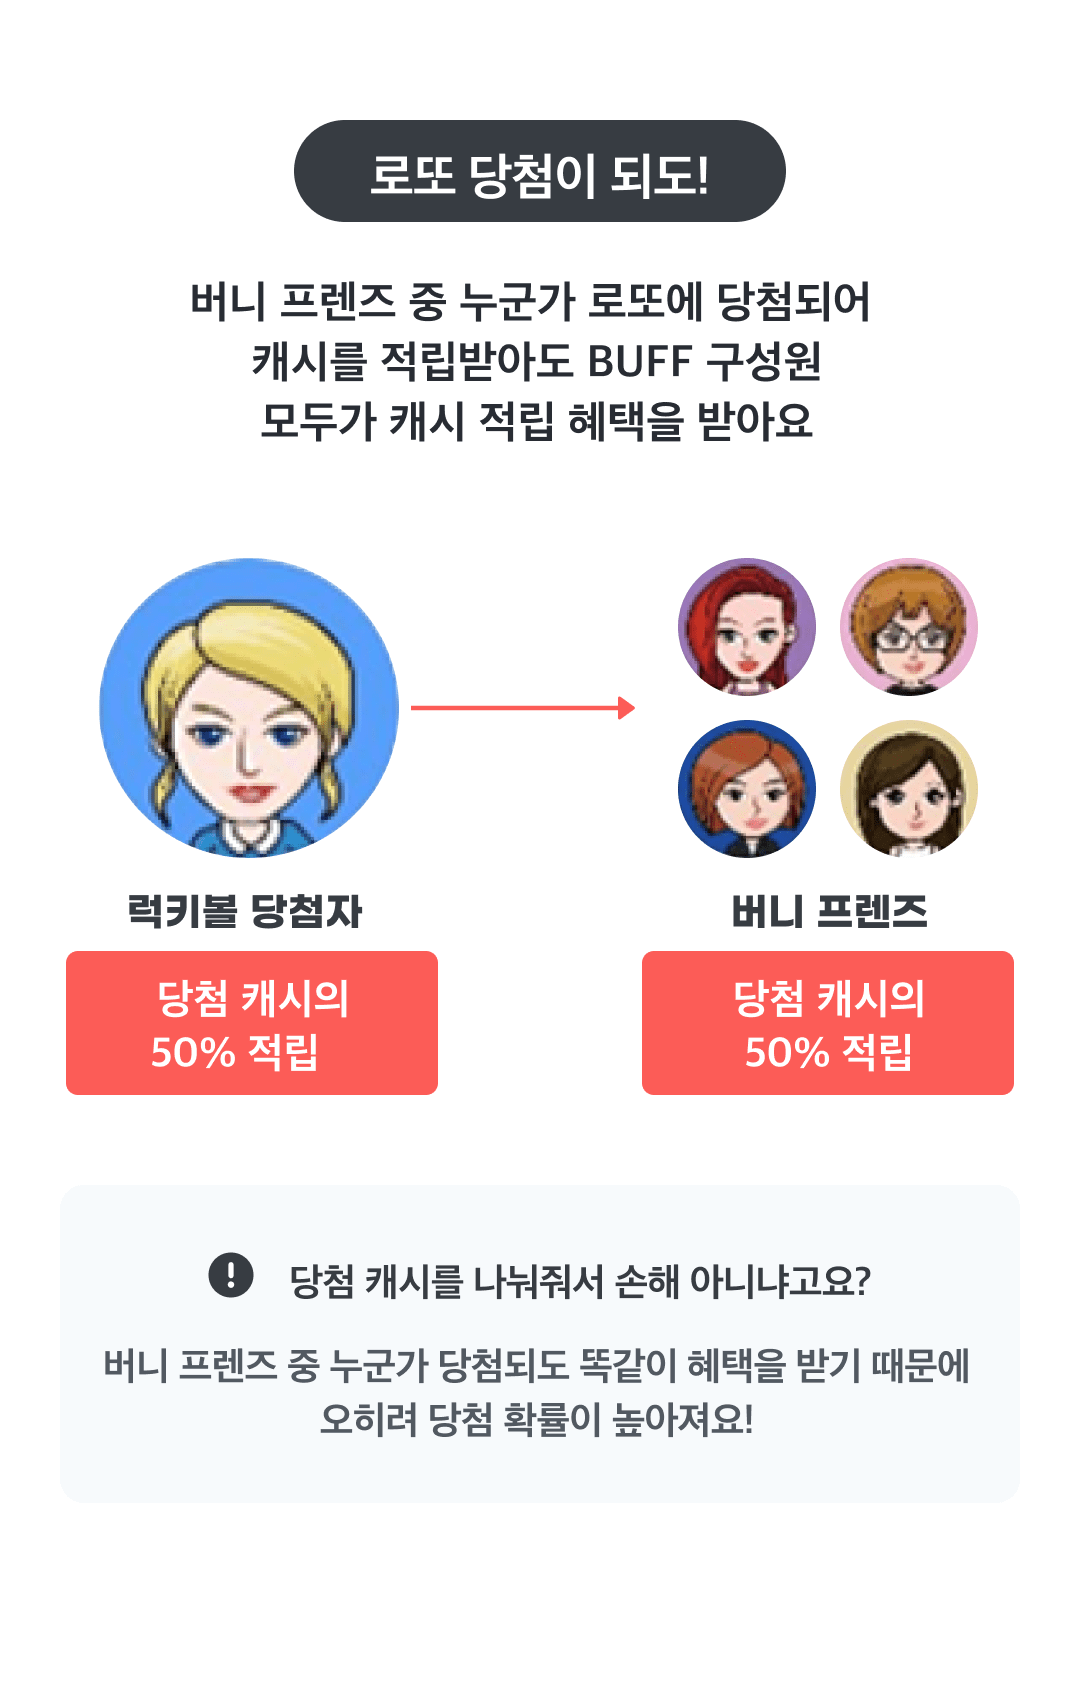 로또 당첨이 되도!
버니 프렌즈 중 누군가 로또에 당첨되어
캐시를 적립받아도 BUFF 구성원
모두가 캐시 적립 혜택을 받아요
럭키볼 당첨자
당첨 캐시의
50% 적립
버니 프렌즈
당첨 캐시의
50% 적립
당첨 캐시를 나눠줘서 손해 아니냐고요?
버니 프렌즈 중 누군가 당첨되도 똑같이 혜택을 받기 때문에
오히려 당첨 확률이 높아져요!